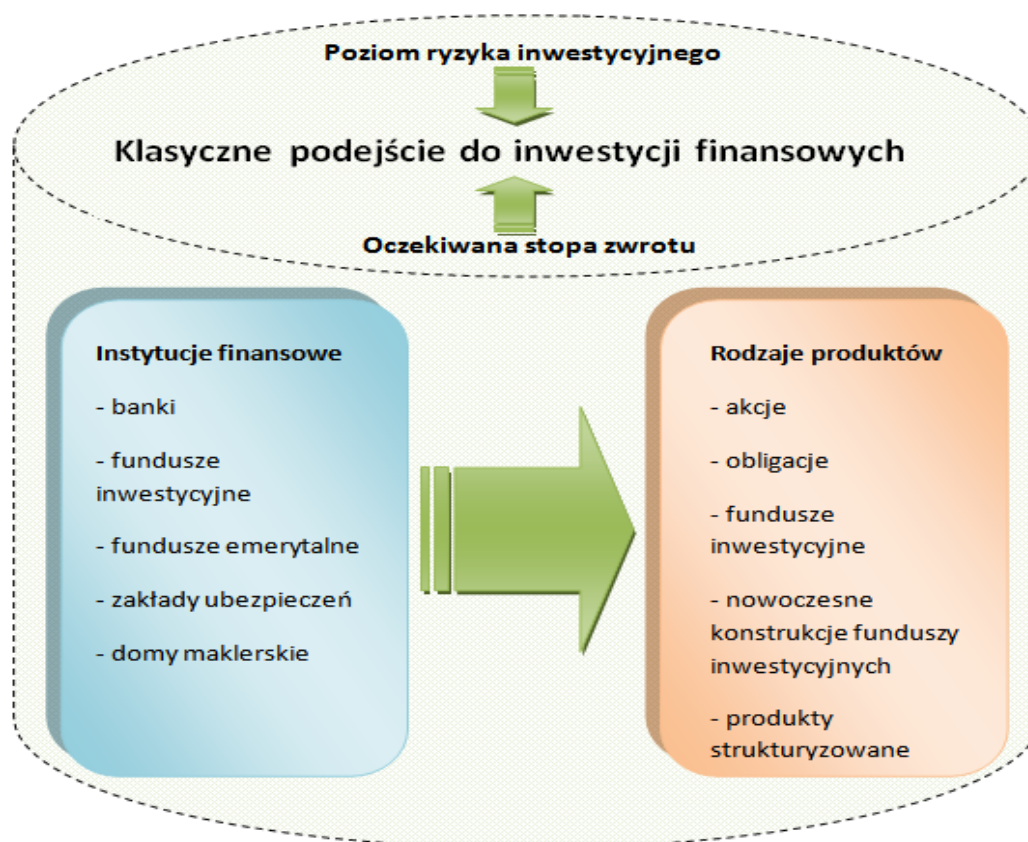 Poziom ryzyka inwestycyjnego
Klasyczne podejście do inwestycji finansowych
Oczekiwana stopa zwrotu
Instytucje finansowe
- banki
- fundusze
inwestycyjne
- fundusze emerytalne
- zakłady ubezpieczeń
- domy maklerskie
Rodzaje produktów
- akcje
- obligacje
- fundusze
inwestycyjne
- nowoczesne
konstrukcje funduszy
inwestycyjnych
- produkty
strukturyzowane